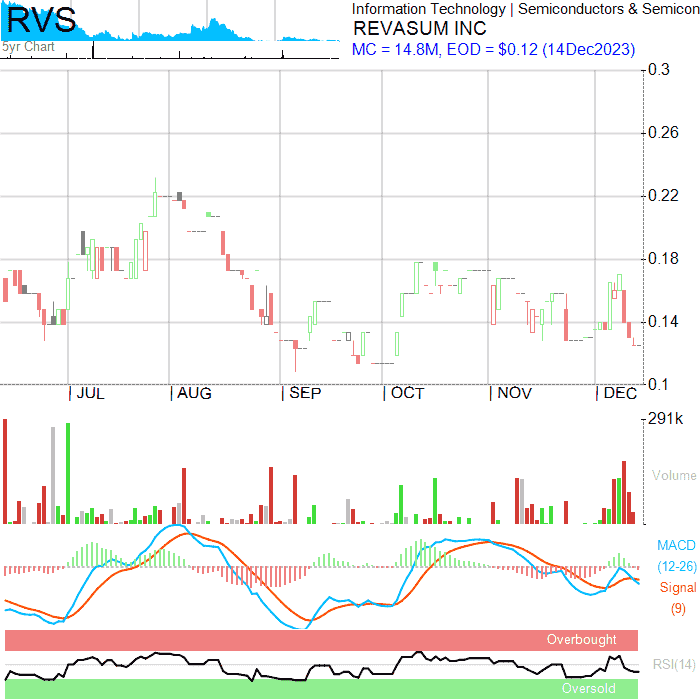 RVS
5yr Chart
Information Technology | Semiconductors & Semicon
REVASUM INC
MC = 14.8M, EOD = $0.12 (14Dec2023)
0.3
0.26
0.22
0.18
0.14
0.1
JUL AUG SEP OCT NOV DEC
291k
Volume
MACD
(12-26)
Signal
(9)
Overbought
RSI(14)
Oversold